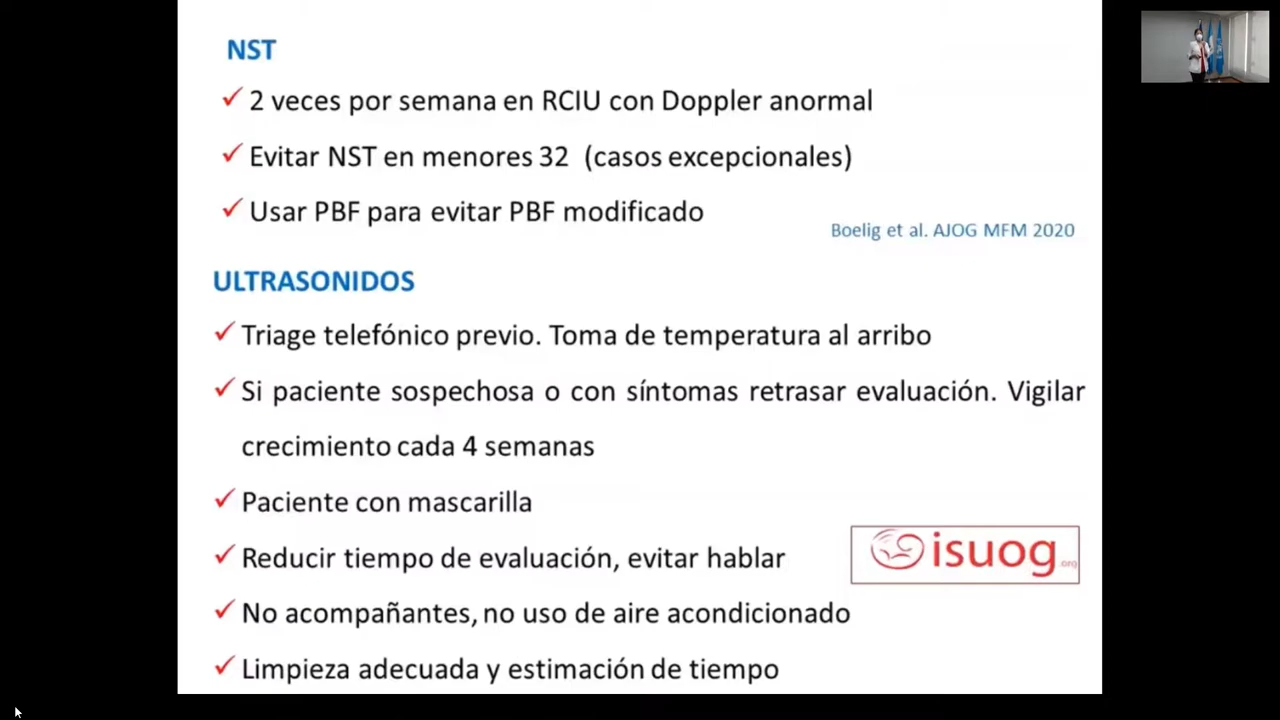 NST
✓ 2 veces por semana en RCIU con Doppler anormal
✓ Evitar NST en menores 32 (casos excepcionales)
✓ Usar PBF para evitar PBF modificado
Boelig et al. AJOG MFM 2020
ULTRASONIDOS
✓ Triage telefónico previo. Toma de temperatura al arribo
✓ Si paciente sospechosa o con síntomas retrasar evaluación. Vigilar
crecimiento cada 4 semanas
✓ Paciente con mascarilla
✓ Reducir tiempo de evaluación, evitar hablar
isuog.org
✓ No acompañantes, no uso de aire acondicionado
✓ Limpieza adecuada y estimación de tiempo